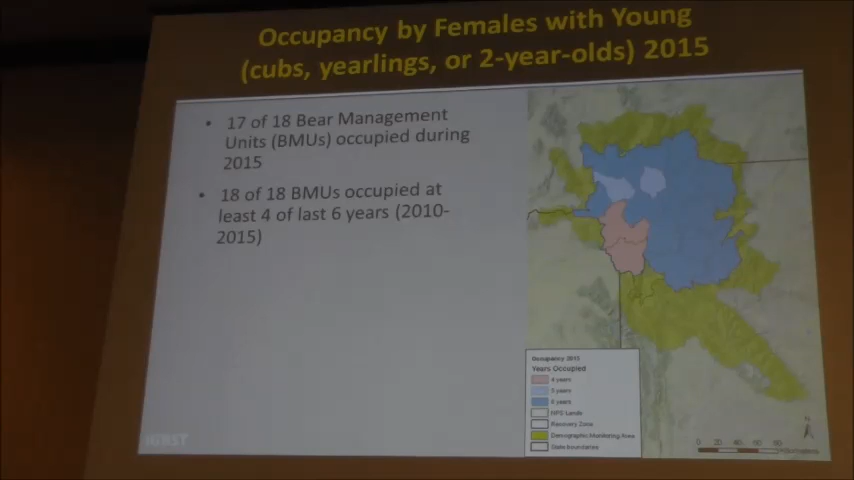 Occupancy by Females with Young
(cubs, yearlings, or 2-year-olds) 2015
• 17 of 18 Bear Management
Units (BMUs) occupied during
2015
• 18 of 18 BMUs occupied at
least 4 of last 6 years (2010-
2015)
Occupancy 2015
Years Occupied
4 years
5 years
6 years
NPS Lands
Recovery Zone
Demographic Monitoring Area
State boundaries
N
0 20 40 60 80
Kilometers
IGBST